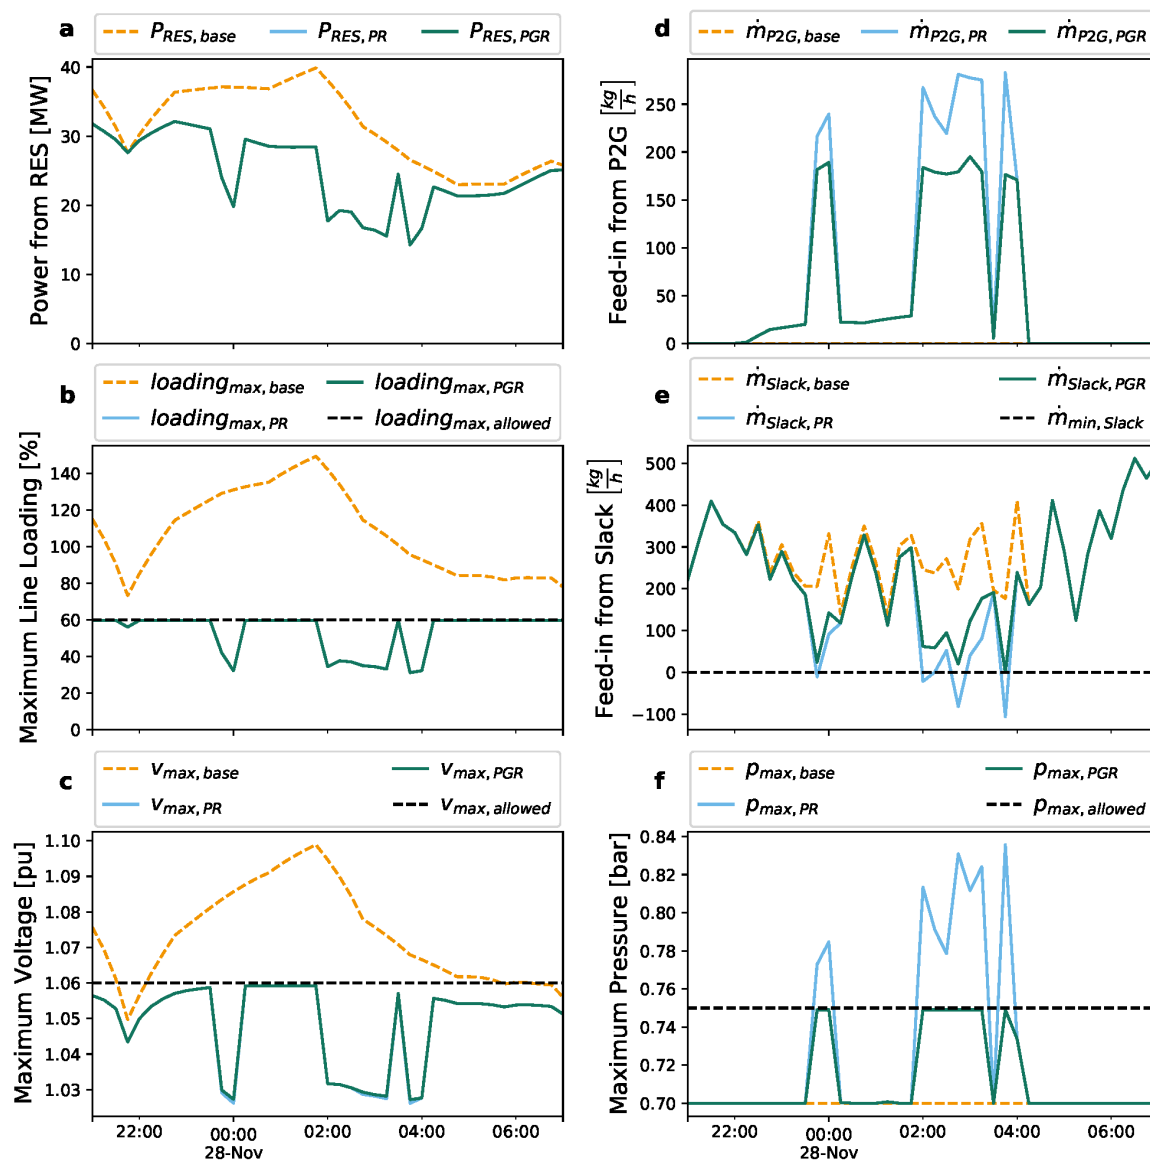 a
P_RES, base P_RES, PR P_RES, PGR
Power from RES [MW]
40
30
20
10
0
b
loading_max, base loading_max, PGR
loading_max, PR loading_max, allowed
Maximum Line Loading [%]
140
120
100
80
60
40
20
0
c
v_max, base v_max, PGR
v_max, PR v_max, allowed
Maximum Voltage [pu]
1.10
1.09
1.08
1.07
1.06
1.05
1.04
1.03
22:00 00:00 02:00 04:00 06:00
28-Nov
d
ṁ_P2G, base ṁ_P2G, PR ṁ_P2G, PGR
Feed-in from P2G [kg/h]
250
200
150
100
50
0
e
ṁ_Slack, base ṁ_Slack, PGR
ṁ_Slack, PR ṁ_min, Slack
Feed-in from Slack [kg/h]
500
400
300
200
100
0
−100
f
p_max, base p_max, PGR
p_max, PR p_max, allowed
Maximum Pressure [bar]
0.84
0.82
0.80
0.78
0.76
0.74
0.72
0.70
22:00 00:00 02:00 04:00 06:00
28-Nov